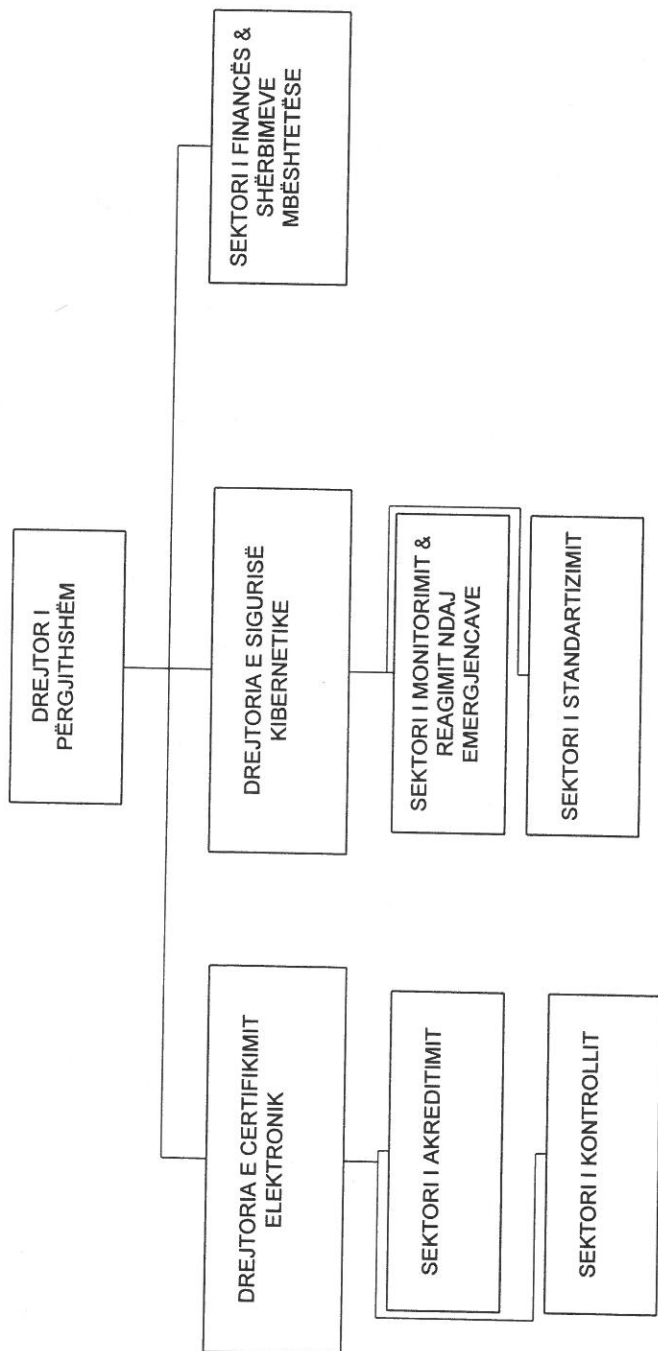 DREJTOR I
PËRGJITHSHËM
DREJTORIA E CERTIFIKIMIT
ELEKTRONIK
DREJTORIA E SIGURISË
KIBERNETIKE
SEKTORI I FINANCËS &
SHËRBIMEVE
MBËSHTETËSE
SEKTORI I AKREDITIMIT
SEKTORI I MONITORIMIT &
REAGIMIT NDAJ
EMERGJENCAVE
SEKTORI I KONTROLLIT
SEKTORI I STANDARTIZIMIT